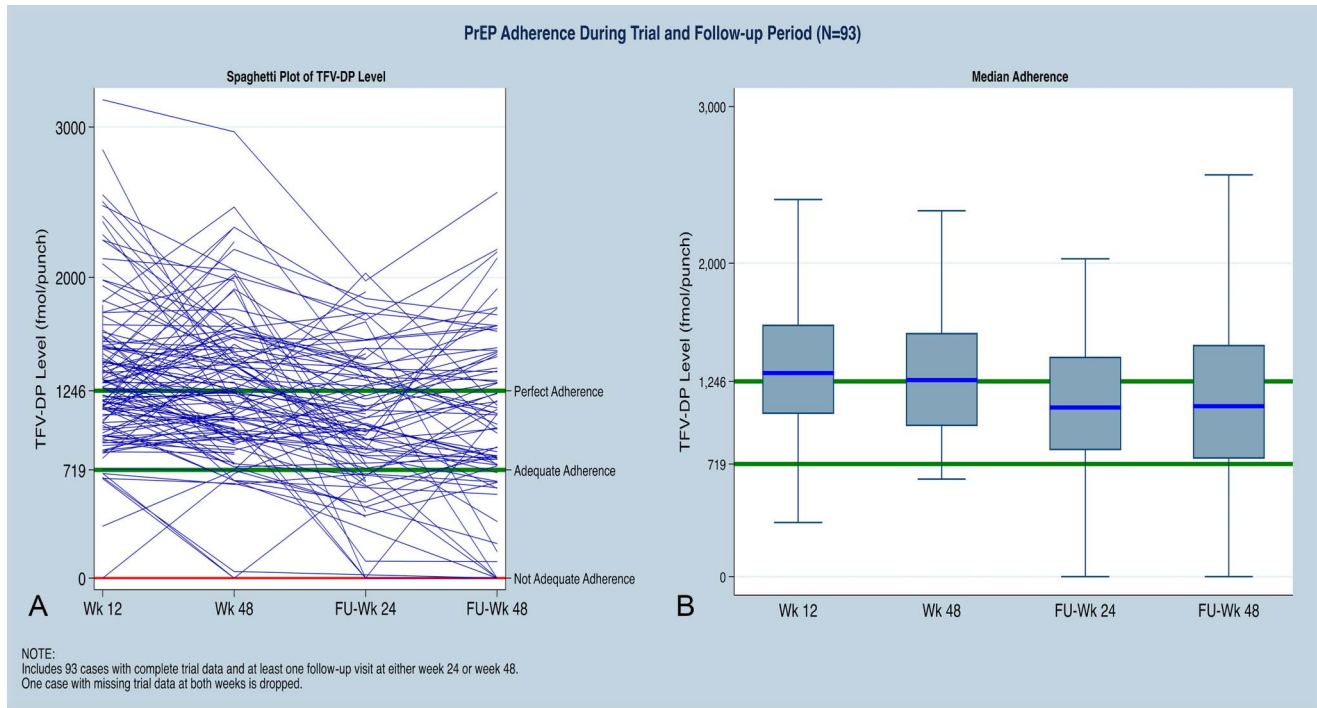 PrEP Adherence During Trial and Follow-up Period (N=93)
Spaghetti Plot of TFV-DP Level
TFV-DP Level (fmol/punch)
3000
2000
1246
719
0
Perfect Adherence
Adequate Adherence
Not Adequate Adherence
Wk 12 Wk 48 FU-Wk 24 FU-Wk 48
A
Median Adherence
TFV-DP Level (fmol/punch)
3,000
2,000
1,246
719
0
Wk 12 Wk 48 FU-Wk 24 FU-Wk 48
B
NOTE:
Includes 93 cases with complete trial data and at least one follow-up visit at either week 24 or week 48.
One case with missing trial data at both weeks is dropped.